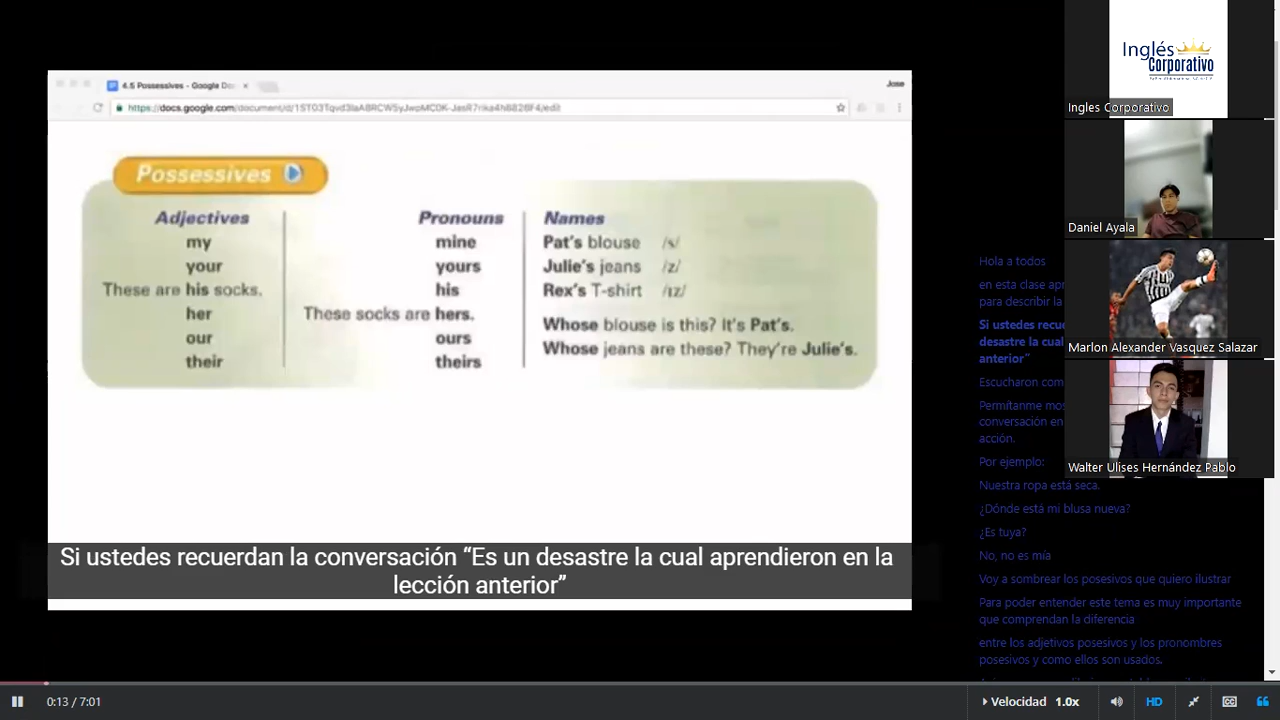 4.5 Possessives - Google Do
Jose
Possessives
Adjectives
my
your
These are his socks.
her
our
their
Pronouns
mine
yours
his
These socks are hers.
ours
theirs
Names
Pat's blouse /s/
Julie's jeans /z/
Rex's T-shirt /ɪz/
Whose blouse is this? It's Pat's.
Whose jeans are these? They're Julie's.
Si ustedes recuerdan la conversación “Es un desastre la cual aprendieron en la
lección anterior”
0:13 / 7:01
Velocidad 1.0x
HD
CC
Inglés
Corporativo
Ingles Corporativo
Daniel Ayala
Marlon Alexander Vasquez Salazar
Walter Ulises Hernández Pablo
Hola a todos
en esta clase
para describir la
Si ustedes
desastre la cual
anterior”
Escucharon
Permítanme
conversación en
acción.
Por ejemplo:
Nuestra ropa está seca.
¿Dónde está mi blusa nueva?
¿Es tuya?
No, no es mía
Voy a sombrear los posesivos que quiero ilustrar
Para poder entender este tema es muy importante
que comprendan la diferencia
entre los adjetivos posesivos y los pronombres
posesivos y como ellos son usados.